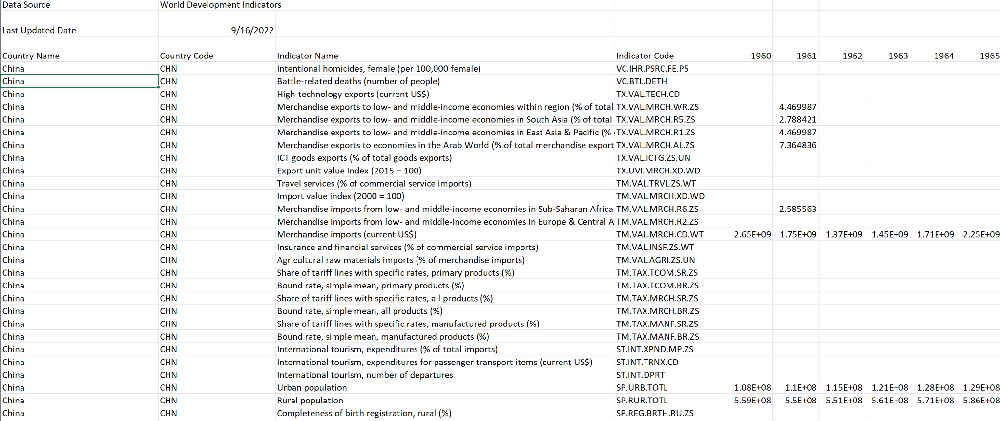 Data Source World Development Indicators
Last Updated Date 9/16/2022
Country Name Country Code Indicator Name Indicator Code 1960 1961 1962 1963 1964 1965
China CHN Intentional homicides, female (per 100,000 female) VC.IHR.PSRC.FE.P5
China CHN Battle-related deaths (number of people) VC.BTL.DETH
China CHN High-technology exports (current US$) TX.VAL.TECH.CD
China CHN Merchandise exports to low- and middle-income economies within region (% of total TX.VAL.MRCH.WR.ZS 4.469987
China CHN Merchandise exports to low- and middle-income economies in South Asia (% of total TX.VAL.MRCH.R5.ZS 2.788421
China CHN Merchandise exports to low- and middle-income economies in East Asia & Pacific (% TX.VAL.MRCH.R1.ZS 4.469987
China CHN Merchandise exports to economies in the Arab World (% of total merchandise export TX.VAL.MRCH.AL.ZS 7.364836
China CHN ICT goods exports (% of total goods exports) TX.VAL.ICTG.ZS.UN
China CHN Export unit value index (2015 = 100) TX.UVI.MRCH.XD.WD
China CHN Travel services (% of commercial service imports) TM.VAL.TRVL.ZS.WT
China CHN Import value index (2000 = 100) TM.VAL.MRCH.XD.WD
China CHN Merchandise imports from low- and middle-income economies in Sub-Saharan Africa TM.VAL.MRCH.R6.ZS 2.585563
China CHN Merchandise imports from low- and middle-income economies in Europe & Central A TM.VAL.MRCH.R2.ZS
China CHN Merchandise imports (current US$) TM.VAL.MRCH.CD.WT 2.65E+09 1.75E+09 1.37E+09 1.45E+09 1.71E+09 2.25E+09
China CHN Insurance and financial services (% of commercial service imports) TM.VAL.INSF.ZS.WT
China CHN Agricultural raw materials imports (% of merchandise imports) TM.VAL.AGRI.ZS.UN
China CHN Share of tariff lines with specific rates, primary products (%) TM.TAX.TCOM.SR.ZS
China CHN Bound rate, simple mean, primary products (%) TM.TAX.TCOM.BR.ZS
China CHN Share of tariff lines with specific rates, all products (%) TM.TAX.MRCH.SR.ZS
China CHN Bound rate, simple mean, all products (%) TM.TAX.MRCH.BR.ZS
China CHN Share of tariff lines with specific rates, manufactured products (%) TM.TAX.MANF.SR.ZS
China CHN Bound rate, simple mean, manufactured products (%) TM.TAX.MANF.BR.ZS
China CHN International tourism, expenditures (% of total imports) ST.INT.XPND.MP.ZS
China CHN International tourism, expenditures for passenger transport items (current US$) ST.INT.TRNX.CD
China CHN International tourism, number of departures ST.INT.DPRT
China CHN Urban population SP.URB.TOTL 1.08E+08 1.1E+08 1.15E+08 1.21E+08 1.28E+08 1.29E+08
China CHN Rural population SP.RUR.TOTL 5.59E+08 5.5E+08 5.51E+08 5.61E+08 5.71E+08 5.86E+08
China CHN Completeness of birth registration, rural (%) SP.REG.BRTH.RU.ZS